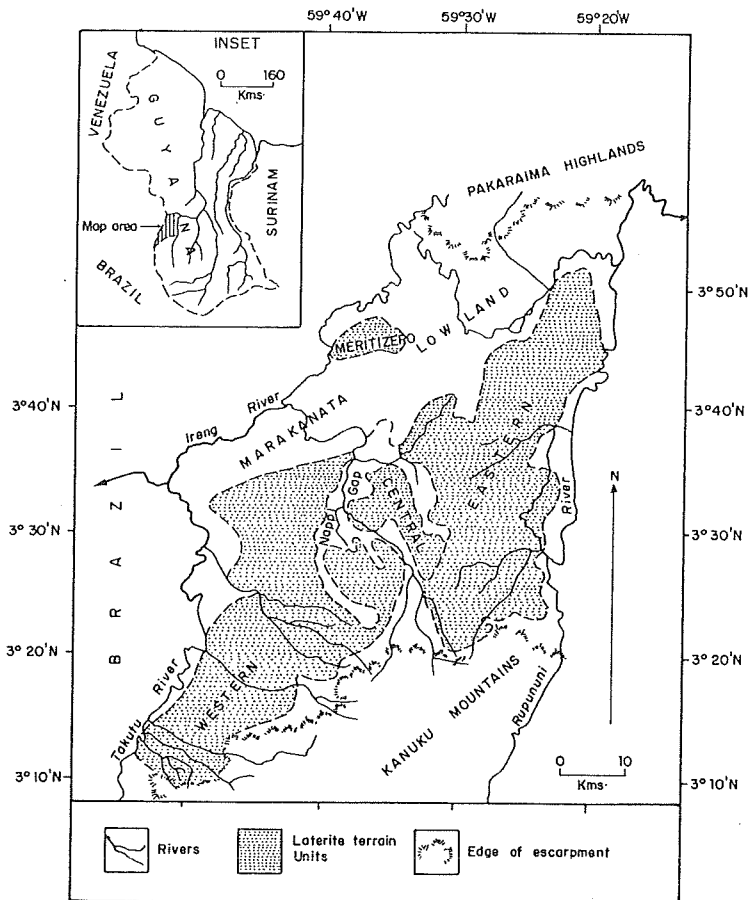 59°40'W
59°30'W
59°20'W
INSET
0 160
Kms·
VENEZUELA
GUYANA
SURINAM
Map area
BRAZIL
PAKARAIMA HIGHLANDS
3°50'N
LOW LAND
MERITIZERO
3°40'N
3°40'N
Ireng River
MARAKANATA
BRAZIL
EASTERN
CENTRAL
Gap
Nappi
River
N
3°30'N
3°30'N
3°20'N
3°20'N
WESTERN
Takutu River
KANUKU MOUNTAINS
Rupununi
0 10
Kms·
3°10'N
3°10'N
Rivers
Laterite terrain
Units
Edge of escarpment